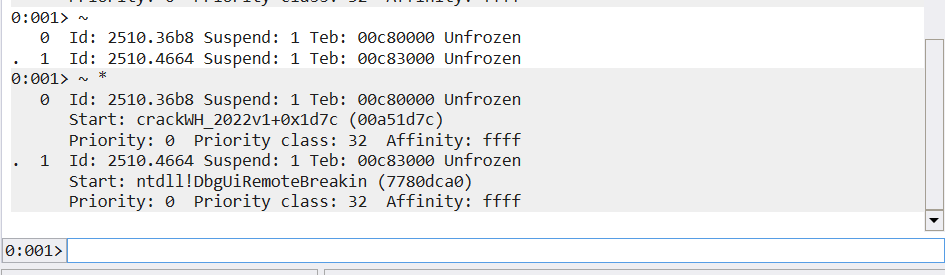 Priority: 0  Priority class: 32  Affinity: ffff
0:001> ~
   0  Id: 2510.36b8 Suspend: 1 Teb: 00c80000 Unfrozen
.  1  Id: 2510.4664 Suspend: 1 Teb: 00c83000 Unfrozen
0:001> ~ *
   0  Id: 2510.36b8 Suspend: 1 Teb: 00c80000 Unfrozen
      Start: crackWH_2022v1+0x1d7c (00a51d7c)
      Priority: 0  Priority class: 32  Affinity: ffff
.  1  Id: 2510.4664 Suspend: 1 Teb: 00c83000 Unfrozen
      Start: ntdll!DbgUiRemoteBreakin (7780dca0)
      Priority: 0  Priority class: 32  Affinity: ffff
0:001>